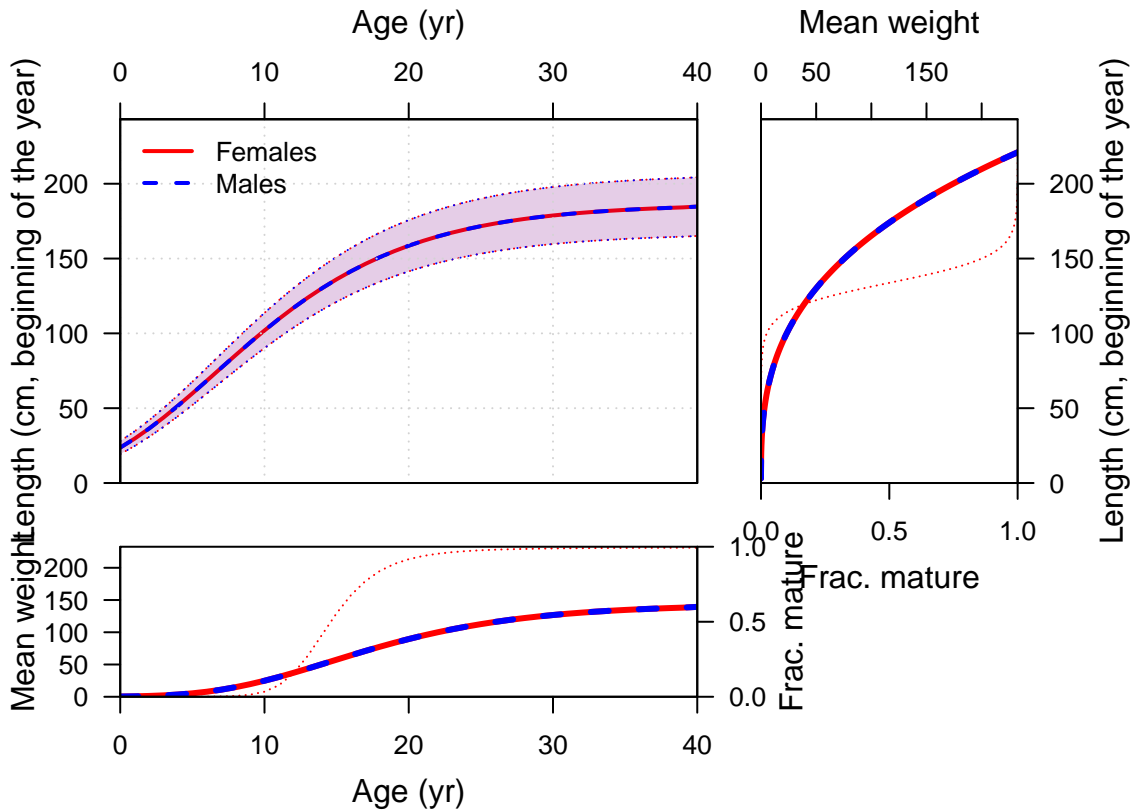 Age (yr)
Mean weight
0 10 20 30 40
0 50 150
Length (cm, beginning of the year)
200
150
100
50
0
Females
Males
200
150
100
50
0
Length (cm, beginning of the year)
0.0 0.5 1.0
Frac. mature
Mean weight
200
150
100
50
0
1.0
0.5
0.0
Frac. mature
0 10 20 30 40
Age (yr)